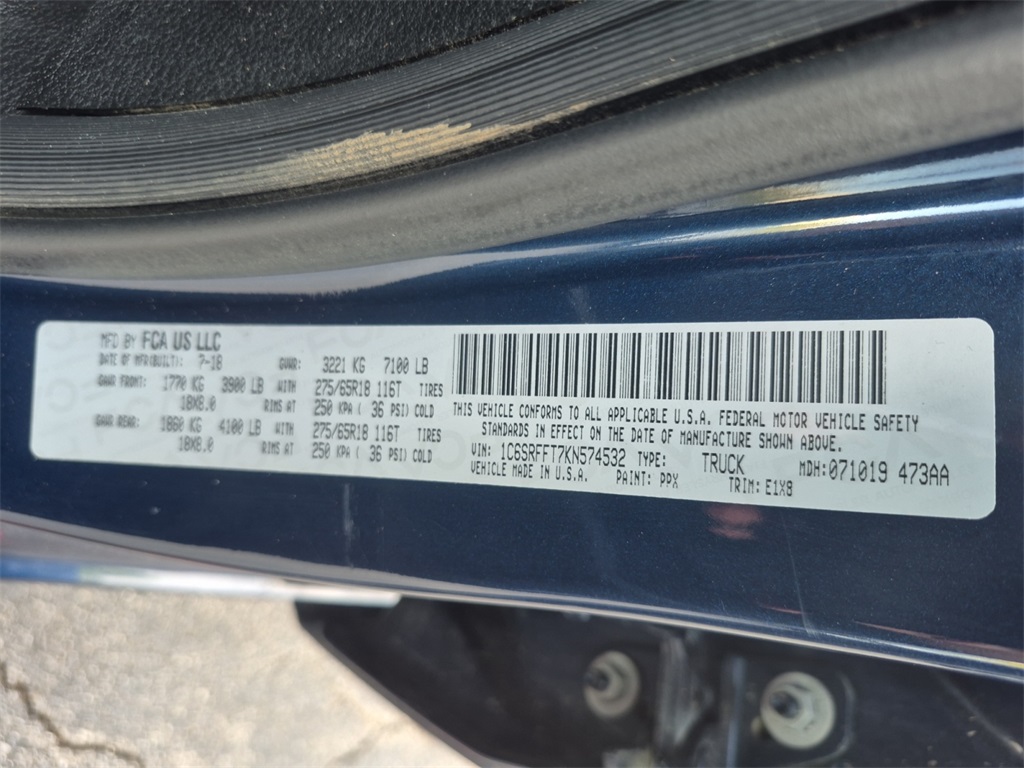 MFD BY FCA US LLC
DATE OF MFR(BUILT): 7-18 GVWR: 3221 KG 7100 LB
GAWR FRONT: 1770 KG 3900 LB WITH 275/65R18 116T TIRES
18X8.0 RIMS AT 250 KPA ( 36 PSI) COLD
GAWR REAR: 1860 KG 4100 LB WITH 275/65R18 116T TIRES
18X8.0 RIMS AT 250 KPA ( 36 PSI) COLD
THIS VEHICLE CONFORMS TO ALL APPLICABLE U.S.A. FEDERAL MOTOR VEHICLE SAFETY
STANDARDS IN EFFECT ON THE DATE OF MANUFACTURE SHOWN ABOVE.
VIN: 1C6SRFFT7KN574532 TYPE: TRUCK MDH:071019 473AA
VEHICLE MADE IN U.S.A. PAINT: PPX TRIM: E1X8